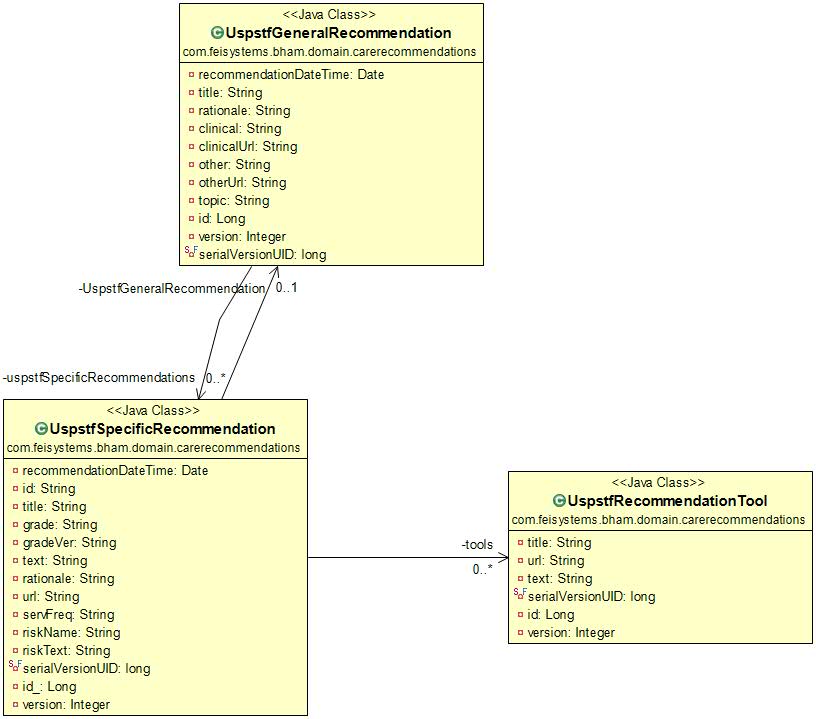 <<Java Class>>
UspstfGeneralRecommendation
com.feisystems.bham.domain.carerecommendations
recommendationDateTime: Date
title: String
rationale: String
clinical: String
clinicalUrl: String
other: String
otherUrl: String
topic: String
id: Long
version: Integer
serialVersionUID: long
-UspstfGeneralRecommendation 0..1
-uspstfSpecificRecommendations 0..*
<<Java Class>>
UspstfSpecificRecommendation
com.feisystems.bham.domain.carerecommendations
recommendationDateTime: Date
id: String
title: String
grade: String
gradeVer: String
text: String
rationale: String
url: String
servFreq: String
riskName: String
riskText: String
serialVersionUID: long
id_: Long
version: Integer
-tools
0..*
<<Java Class>>
UspstfRecommendationTool
com.feisystems.bham.domain.carerecommendations
title: String
url: String
text: String
serialVersionUID: long
id: Long
version: Integer